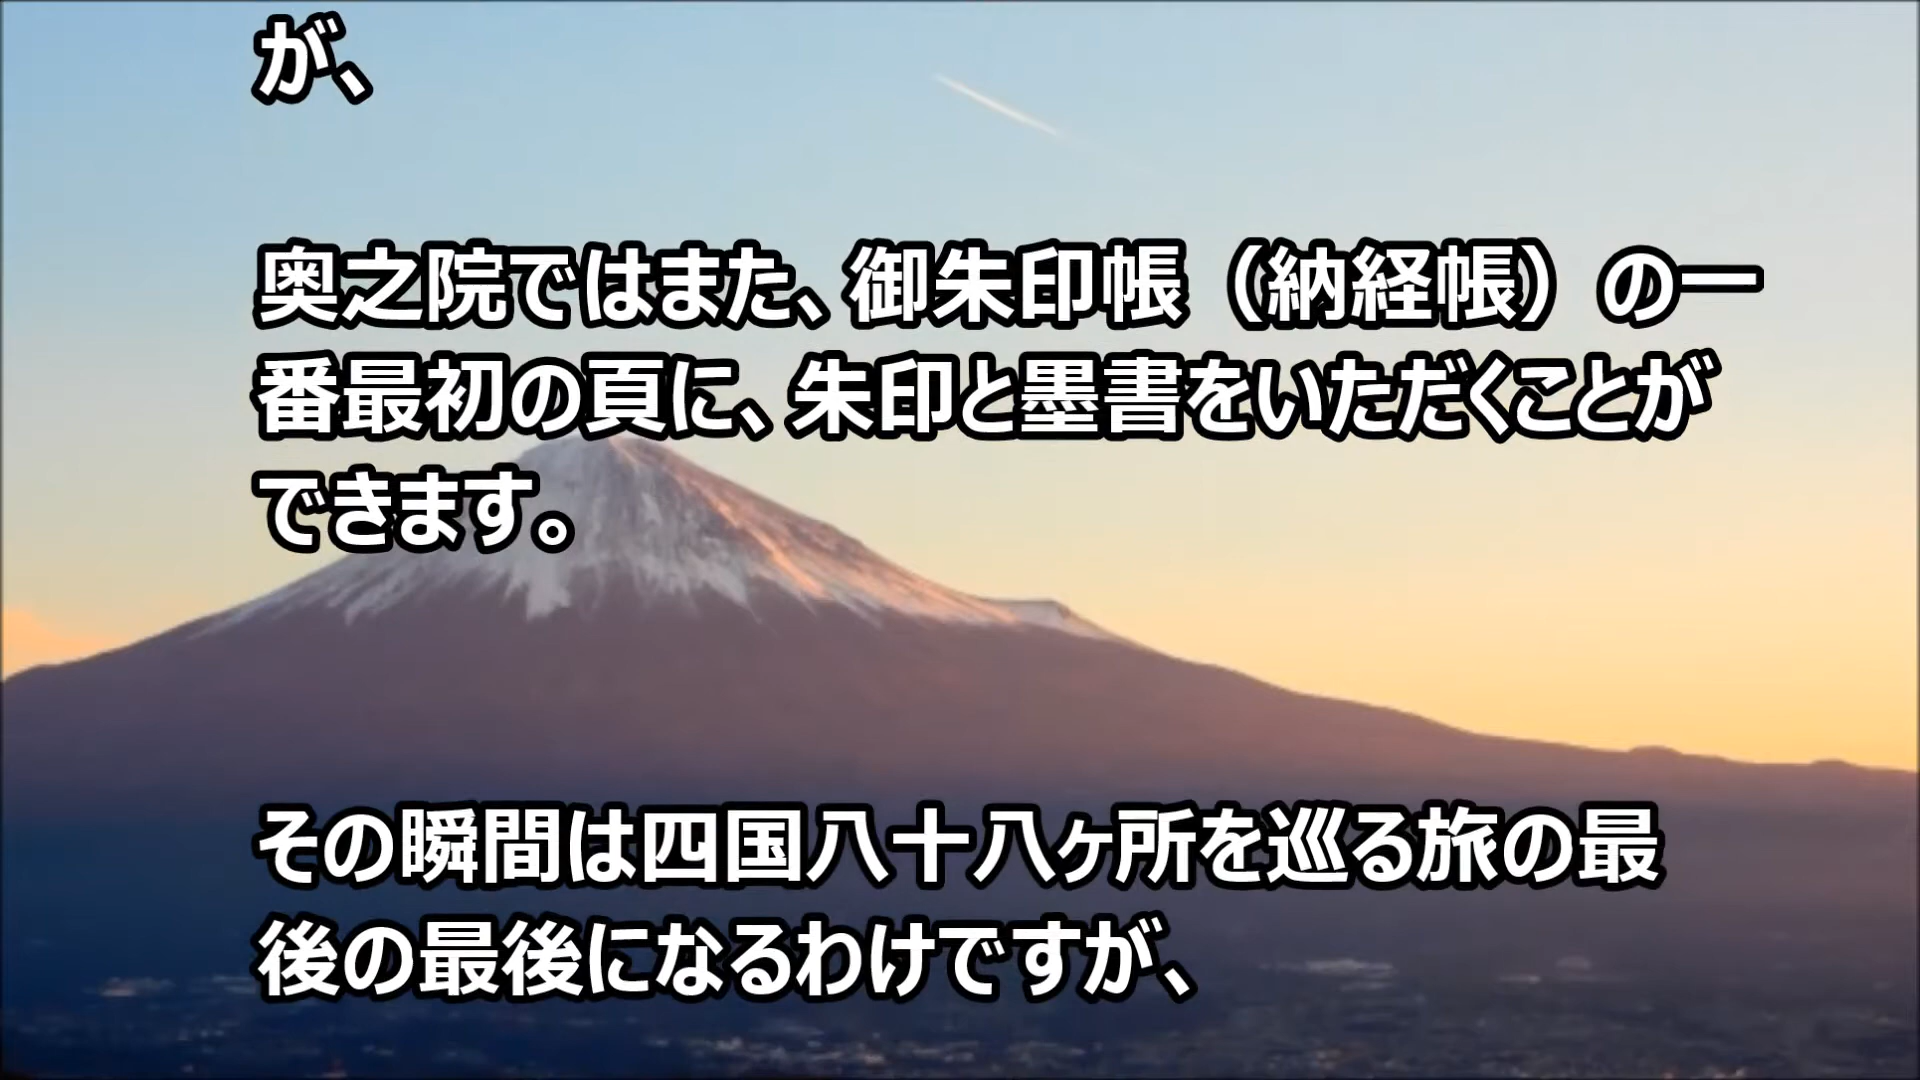 が、
奥之院ではまた、御朱印帳（納経帳）の一
番最初の頁に、朱印と墨書をいただくことが
できます。
その瞬間は四国八十八ヶ所を巡る旅の最
後の最後になるわけですが、